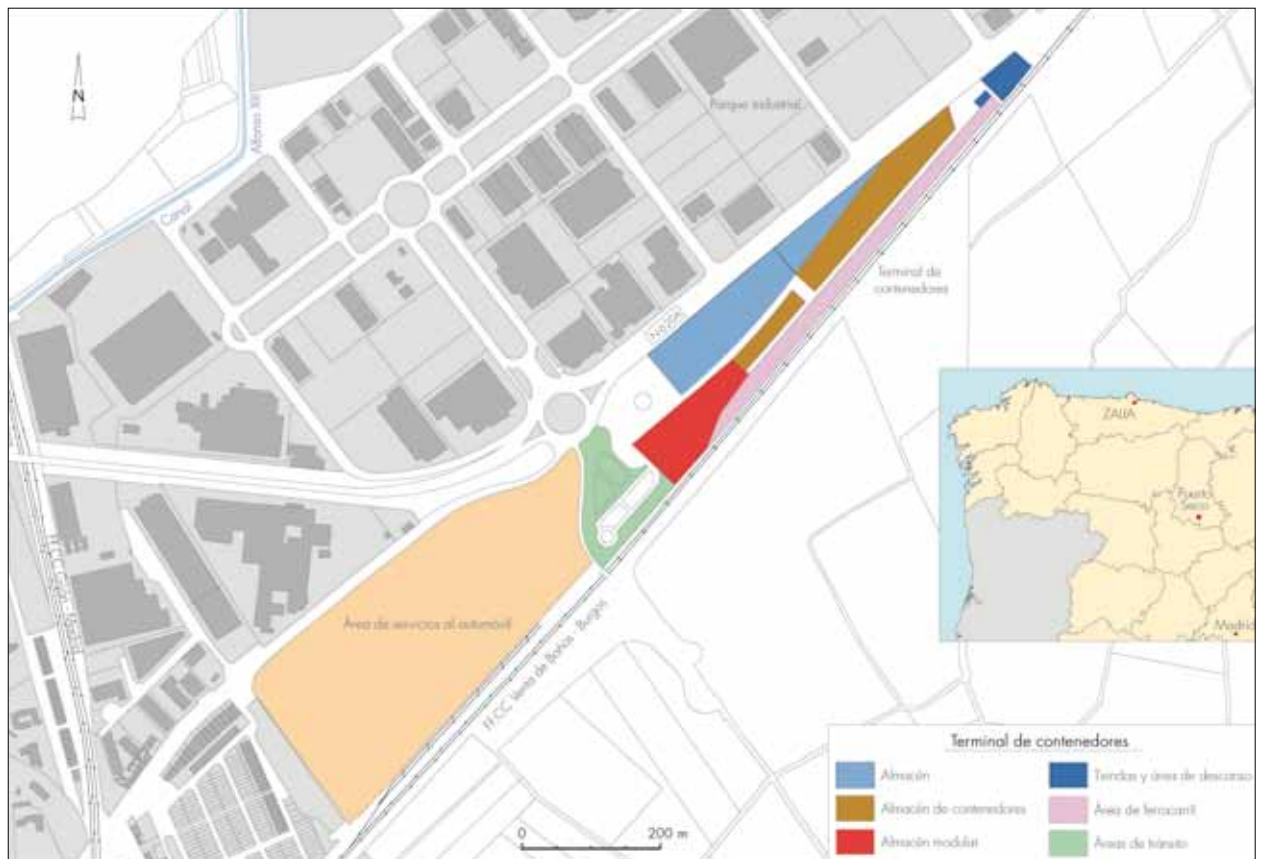 N
Canal
Alfonso XIII
Parque industrial
N-620A
Terminal de
contenedores
ZALIA
Puerto
Seco
Madrid
Área de servicios al automóvil
FF.CC. Venta de Baños - Burgos
Terminal de contenedores
Almacén
Almacén de contenedores
Almacén modular
Tiendas y área de descanso
Área de ferrocarril
Áreas de tránsito
0 200 m